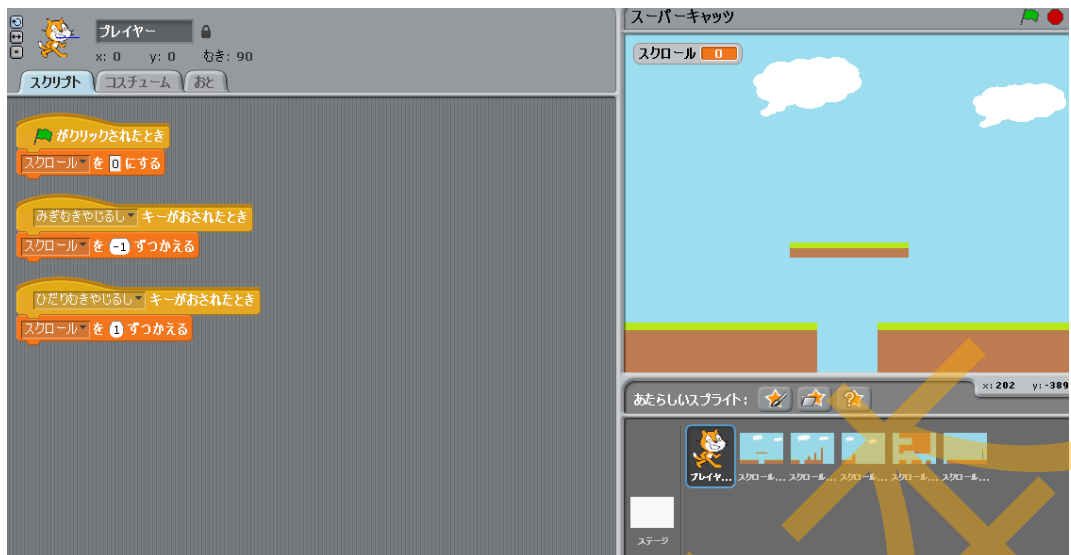 プレイヤー
x: 0 y: 0 むき: 90
スクリプト コスチューム おと
がクリックされたとき
スクロール を 0 にする
みぎむきやじるし キーがおされたとき
スクロール を -1 ずつかえる
ひだりむきやじるし キーがおされたとき
スクロール を 1 ずつかえる
スーパーキャッツ
スクロール 0
x: 202 y: -389
あたらしいスプライト:
プレイヤ... スクロール... スクロール... スクロール... スクロール... スクロール...
ステージ